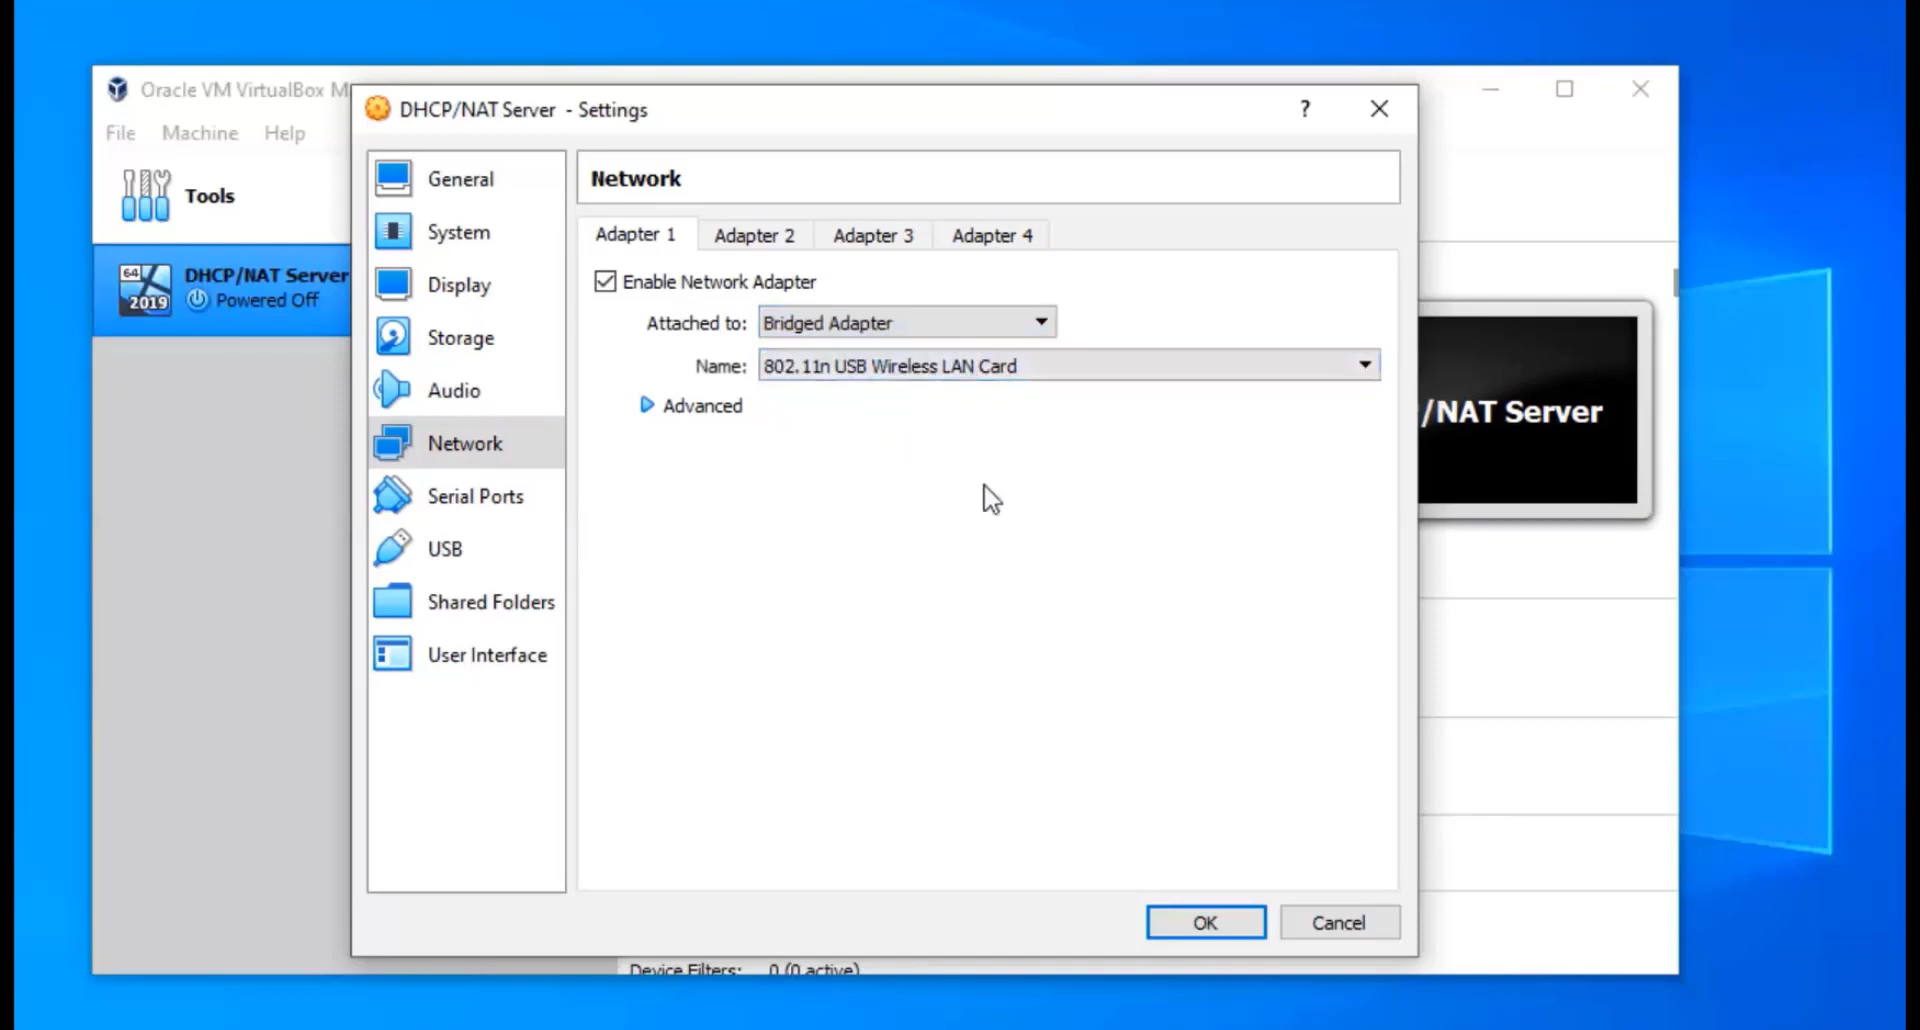 Oracle VM VirtualBox M
File Machine Help
Tools
64
2019
DHCP/NAT Server
Powered Off
DHCP/NAT Server - Settings
?
General
System
Display
Storage
Audio
Network
Serial Ports
USB
Shared Folders
User Interface
Network
Adapter 1 Adapter 2 Adapter 3 Adapter 4
Enable Network Adapter
Attached to: Bridged Adapter
Name: 802.11n USB Wireless LAN Card
Advanced
/NAT Server
OK Cancel
Device Filters: 0 (0 active)